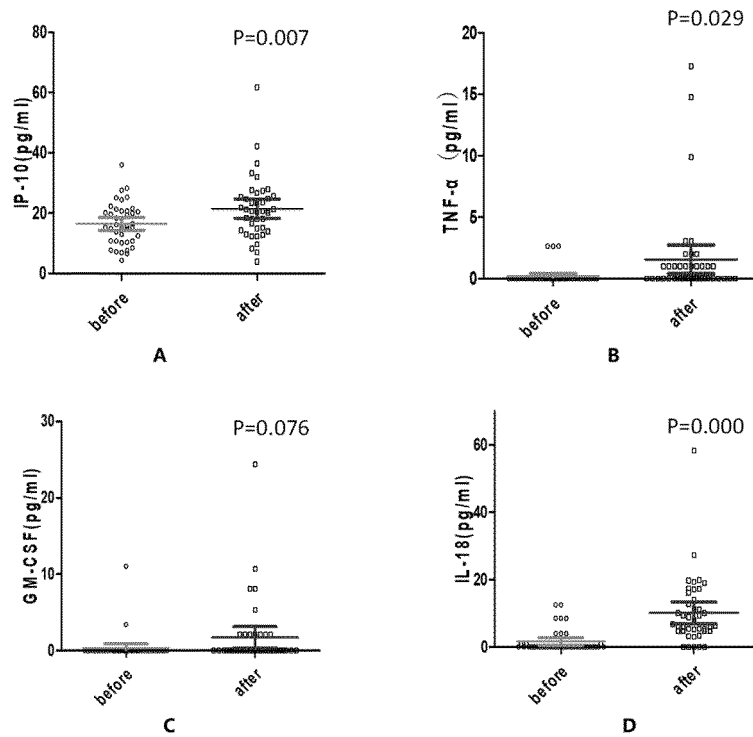 P=0.007
IP-10(pg/ml)
80
60
40
20
0
before
after
A
P=0.029
TNF-α (pg/ml)
20
15
10
5
0
before
after
B
P=0.076
GM-CSF(pg/ml)
30
20
10
0
before
after
C
P=0.000
IL-18(pg/ml)
60
40
20
0
before
after
D